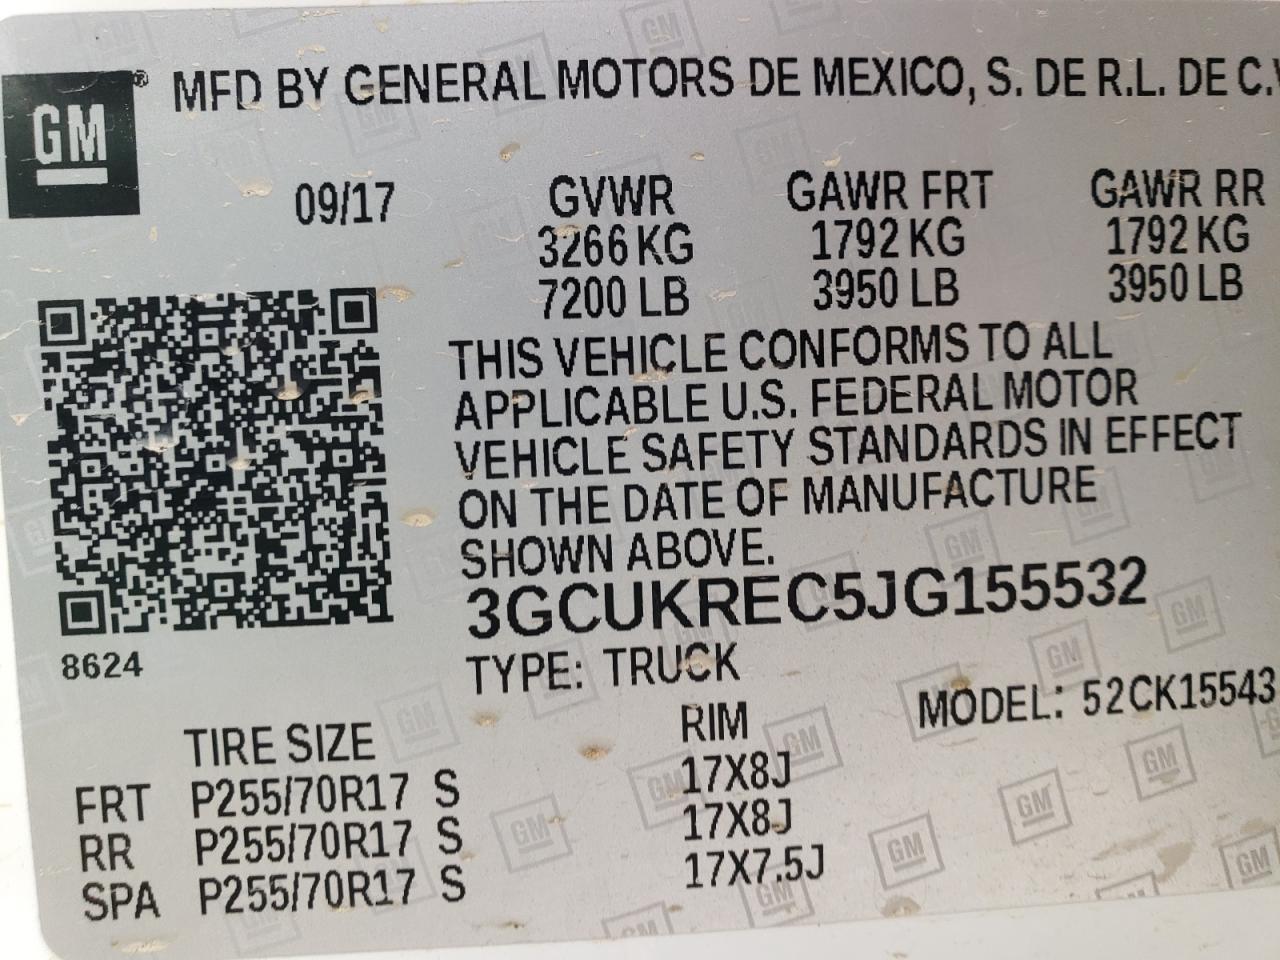 GM ® MFD BY GENERAL MOTORS DE MEXICO, S. DE R.L. DE C.
09/17 GVWR GAWR FRT GAWR RR
3266 KG 1792 KG 1792 KG
7200 LB 3950 LB 3950 LB
THIS VEHICLE CONFORMS TO ALL
APPLICABLE U.S. FEDERAL MOTOR
VEHICLE SAFETY STANDARDS IN EFFECT
ON THE DATE OF MANUFACTURE
SHOWN ABOVE.
3GCUKREC5JG155532
8624 TYPE: TRUCK
MODEL: 52CK15543
TIRE SIZE RIM
FRT P255/70R17 S 17X8J
RR P255/70R17 S 17X8J
SPA P255/70R17 S 17X7.5J